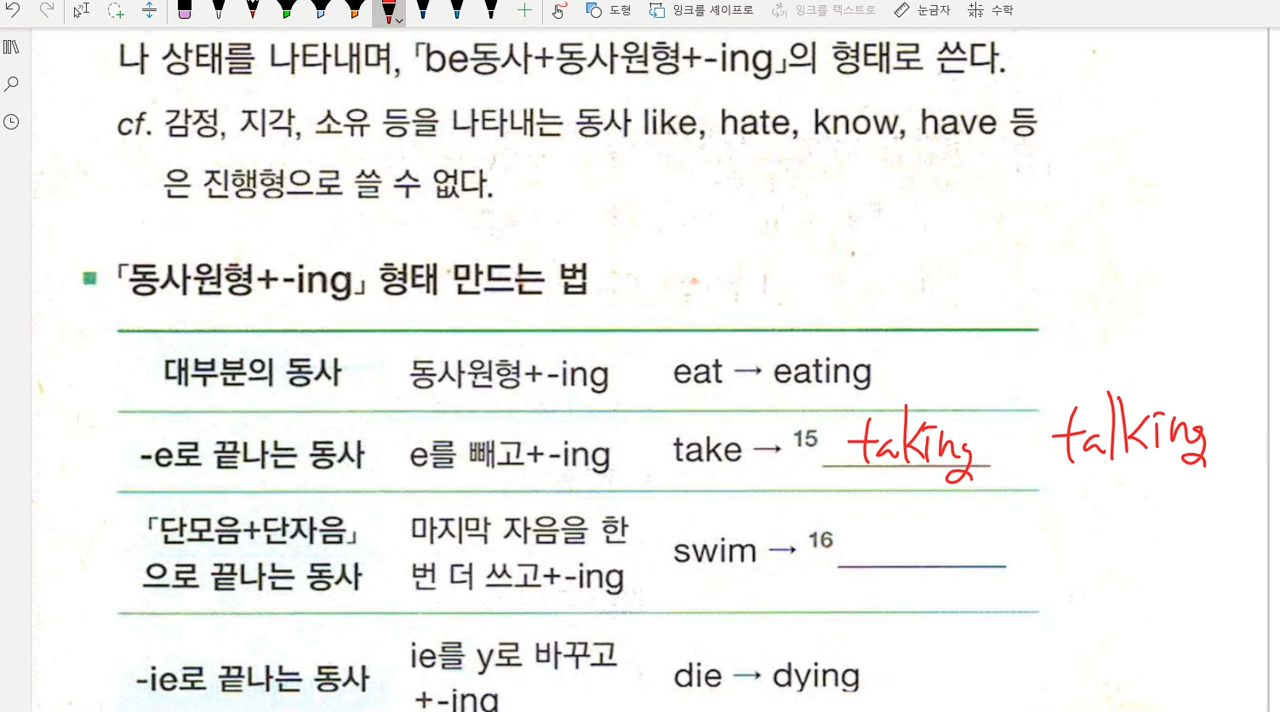 도형 잉크를 셰이프로 잉크를 텍스트로 눈금자 수학
나 상태를 나타내며, 「be동사+동사원형+-ing」의 형태로 쓴다.
cf. 감정, 지각, 소유 등을 나타내는 동사 like, hate, know, have 등
은 진행형으로 쓸 수 없다.
「동사원형+-ing」 형태 만드는 법
대부분의 동사 동사원형+-ing eat → eating
-e로 끝나는 동사 e를 빼고+-ing take → 15 taking talking
「단모음+단자음」 마지막 자음을 한
swim → 16
으로 끝나는 동사 번 더 쓰고+-ing
ie를 y로 바꾸고
-ie로 끝나는 동사 die → dying
+-ing